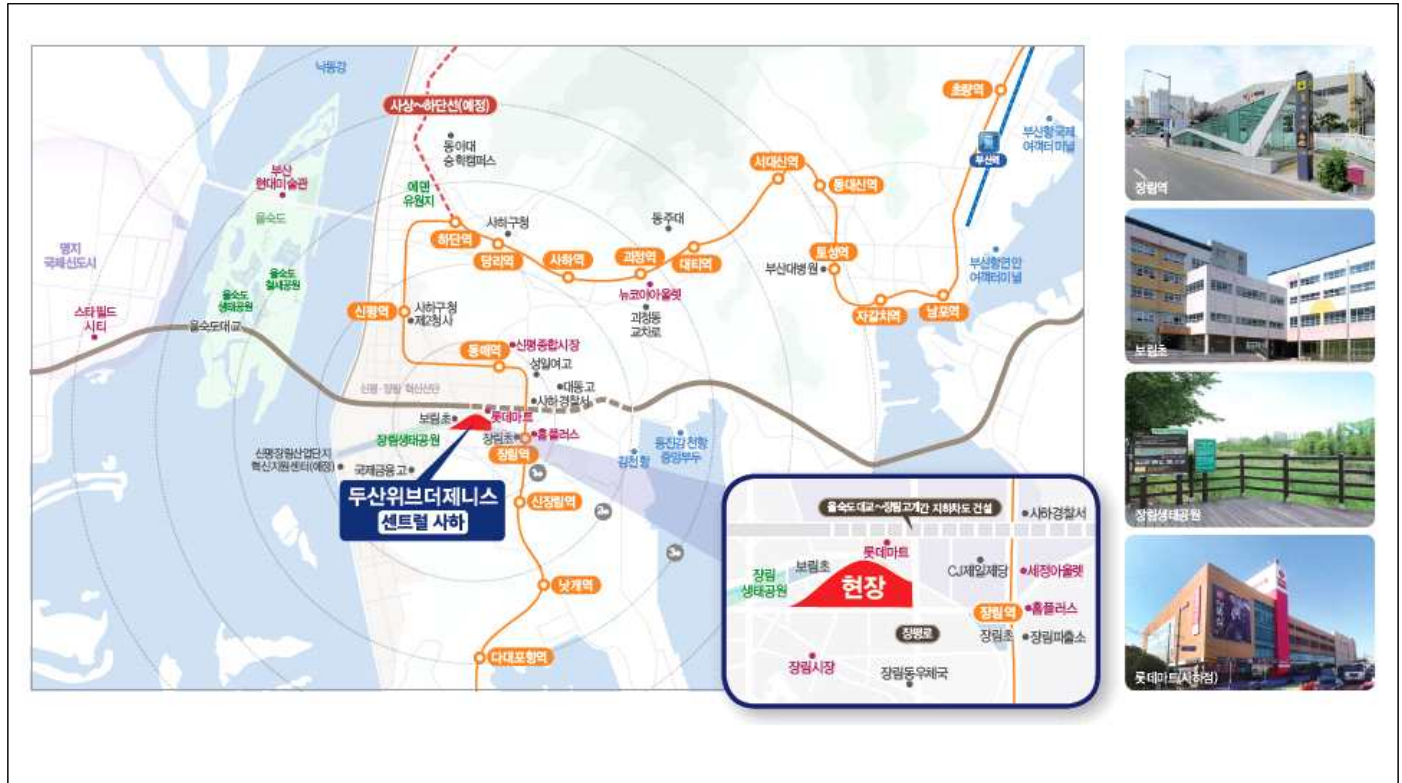 낙동강
사상~하단선(예정)
동아대
승학캠퍼스
초량역
부산역
부산항국제
여객터미널
부산
현대미술관
을숙도
에덴
유원지
서대신역
동대신역
명지
국제신도시
하단역
사하구청
당리역
사하역
괴정역
동주대
대티역
토성역
부산대병원
부산항연안
여객터미널
을숙도
철새공원
을숙도
생태공원
뉴코아아울렛
괴정동
교차로
자갈치역
남포역
스타필드
시티
을숙도대교
신평역
사하구청
제2청사
동매역
신평종합시장
성일여고
대동고
사하경찰서
신평·장림 혁신산단
보림초
롯데마트
장림생태공원
장림초
홈플러스
장림역
신평장림산업단지
혁신지원센터(예정)
국제금융고
감천항
동진감천항
중앙부두
두산위브더제니스
센트럴 사하
신장림역
낫개역
다대포항역
을숙도대교~장림고개간 지하차도 건설
사하경찰서
롯데마트
보림초
장림
생태공원
현장
CJ제일제당
세정아울렛
장림역
홈플러스
장림초
장림파출소
장평로
장림시장
장림동우체국
장림역
보림초
장림생태공원
롯데마트(사하점)